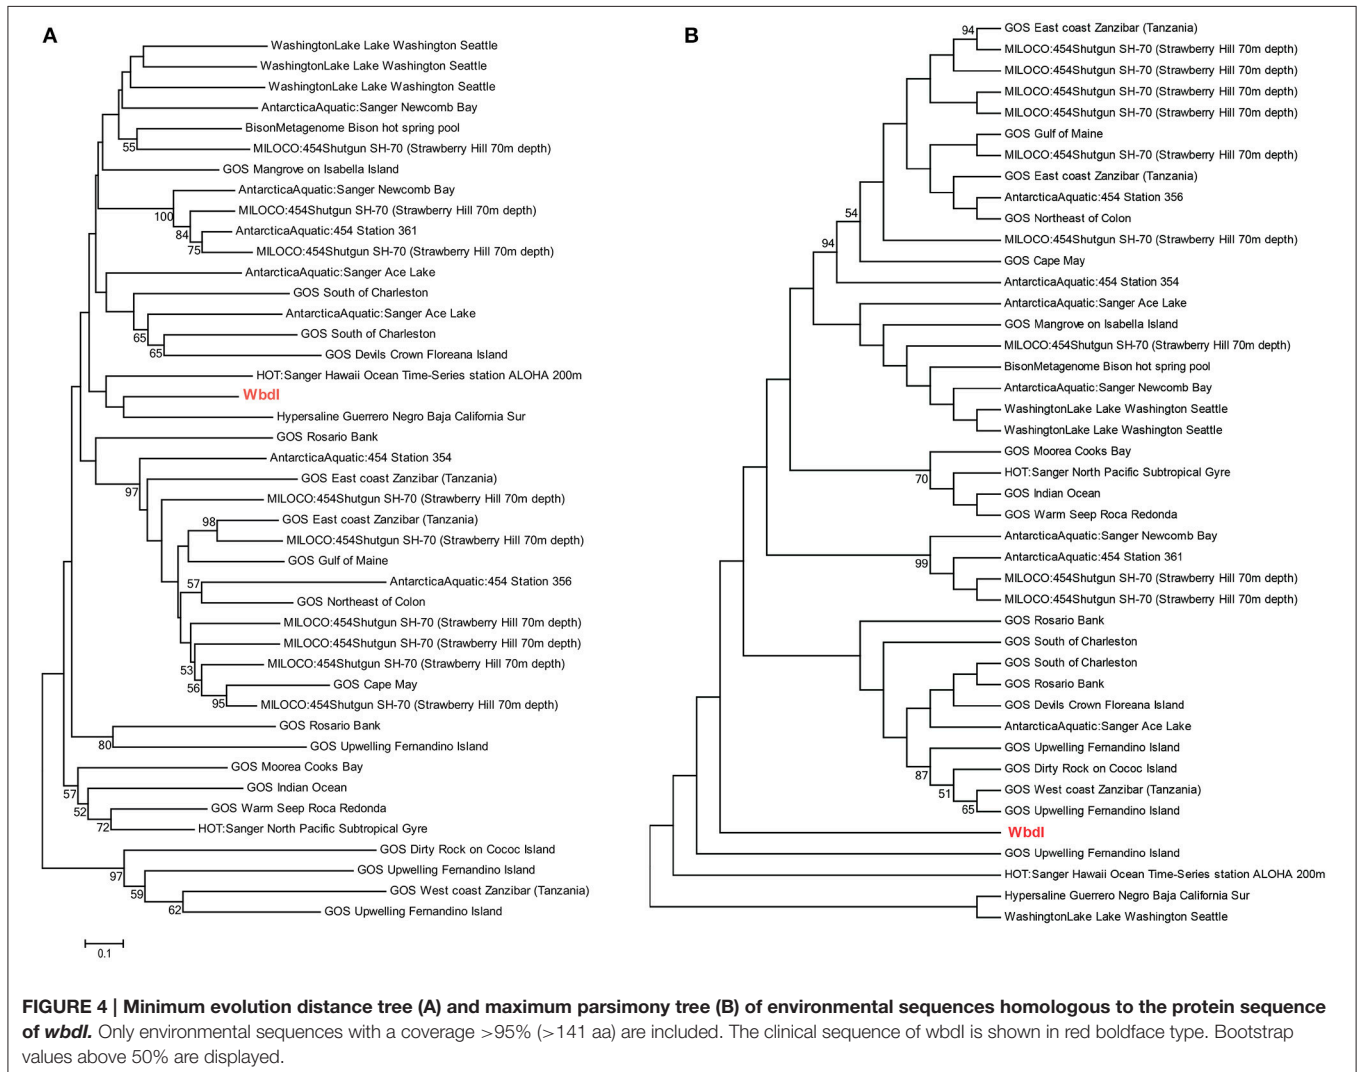 A
WashingtonLake Lake Washington Seattle
WashingtonLake Lake Washington Seattle
WashingtonLake Lake Washington Seattle
AntarcticaAquatic:Sanger Newcomb Bay
BisonMetagenome Bison hot spring pool
55
MILOCO:454Shutgun SH-70 (Strawberry Hill 70m depth)
GOS Mangrove on Isabella Island
AntarcticaAquatic:Sanger Newcomb Bay
100
MILOCO:454Shutgun SH-70 (Strawberry Hill 70m depth)
84
AntarcticaAquatic:454 Station 361
75
MILOCO:454Shutgun SH-70 (Strawberry Hill 70m depth)
AntarcticaAquatic:Sanger Ace Lake
GOS South of Charleston
AntarcticaAquatic:Sanger Ace Lake
65
GOS South of Charleston
65
GOS Devils Crown Floreana Island
HOT:Sanger Hawaii Ocean Time-Series station ALOHA 200m
WbdI
Hypersaline Guerrero Negro Baja California Sur
GOS Rosario Bank
AntarcticaAquatic:454 Station 354
97
GOS East coast Zanzibar (Tanzania)
MILOCO:454Shutgun SH-70 (Strawberry Hill 70m depth)
98
GOS East coast Zanzibar (Tanzania)
MILOCO:454Shutgun SH-70 (Strawberry Hill 70m depth)
GOS Gulf of Maine
57
AntarcticaAquatic:454 Station 356
GOS Northeast of Colon
MILOCO:454Shutgun SH-70 (Strawberry Hill 70m depth)
MILOCO:454Shutgun SH-70 (Strawberry Hill 70m depth)
53
MILOCO:454Shutgun SH-70 (Strawberry Hill 70m depth)
56
GOS Cape May
95
MILOCO:454Shutgun SH-70 (Strawberry Hill 70m depth)
GOS Rosario Bank
80
GOS Upwelling Fernandino Island
GOS Moorea Cooks Bay
57
GOS Indian Ocean
52
GOS Warm Seep Roca Redonda
72
HOT:Sanger North Pacific Subtropical Gyre
GOS Dirty Rock on Cococ Island
97
GOS Upwelling Fernandino Island
59
GOS West coast Zanzibar (Tanzania)
62
GOS Upwelling Fernandino Island
0.1
B
94
GOS East coast Zanzibar (Tanzania)
MILOCO:454Shutgun SH-70 (Strawberry Hill 70m depth)
MILOCO:454Shutgun SH-70 (Strawberry Hill 70m depth)
MILOCO:454Shutgun SH-70 (Strawberry Hill 70m depth)
MILOCO:454Shutgun SH-70 (Strawberry Hill 70m depth)
GOS Gulf of Maine
MILOCO:454Shutgun SH-70 (Strawberry Hill 70m depth)
GOS East coast Zanzibar (Tanzania)
AntarcticaAquatic:454 Station 356
54
GOS Northeast of Colon
94
MILOCO:454Shutgun SH-70 (Strawberry Hill 70m depth)
GOS Cape May
AntarcticaAquatic:454 Station 354
AntarcticaAquatic:Sanger Ace Lake
GOS Mangrove on Isabella Island
MILOCO:454Shutgun SH-70 (Strawberry Hill 70m depth)
BisonMetagenome Bison hot spring pool
AntarcticaAquatic:Sanger Newcomb Bay
WashingtonLake Lake Washington Seattle
WashingtonLake Lake Washington Seattle
GOS Moorea Cooks Bay
70
HOT:Sanger North Pacific Subtropical Gyre
GOS Indian Ocean
GOS Warm Seep Roca Redonda
AntarcticaAquatic:Sanger Newcomb Bay
99
AntarcticaAquatic:454 Station 361
MILOCO:454Shutgun SH-70 (Strawberry Hill 70m depth)
MILOCO:454Shutgun SH-70 (Strawberry Hill 70m depth)
GOS Rosario Bank
GOS South of Charleston
GOS South of Charleston
GOS Rosario Bank
GOS Devils Crown Floreana Island
AntarcticaAquatic:Sanger Ace Lake
GOS Upwelling Fernandino Island
87
GOS Dirty Rock on Cococ Island
51
GOS West coast Zanzibar (Tanzania)
65
GOS Upwelling Fernandino Island
WbdI
GOS Upwelling Fernandino Island
HOT:Sanger Hawaii Ocean Time-Series station ALOHA 200m
Hypersaline Guerrero Negro Baja California Sur
WashingtonLake Lake Washington Seattle
FIGURE 4 | Minimum evolution distance tree (A) and maximum parsimony tree (B) of environmental sequences homologous to the protein sequence
of wbdI. Only environmental sequences with a coverage >95% (>141 aa) are included. The clinical sequence of wbdI is shown in red boldface type. Bootstrap
values above 50% are displayed.